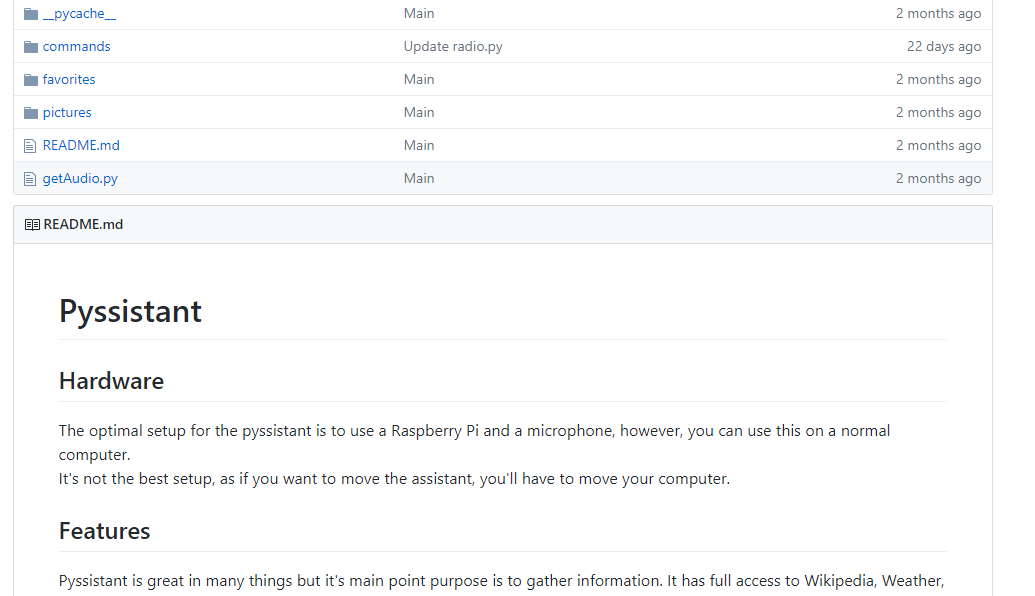 __pycache__ Main 2 months ago
commands Update radio.py 22 days ago
favorites Main 2 months ago
pictures Main 2 months ago
README.md Main 2 months ago
getAudio.py Main 2 months ago
README.md
Pyssistant
Hardware
The optimal setup for the pyssistant is to use a Raspberry Pi and a microphone, however, you can use this on a normal
computer.
It's not the best setup, as if you want to move the assistant, you'll have to move your computer.
Features
Pyssistant is great in many things but it's main point purpose is to gather information. It has full access to Wikipedia, Weather,